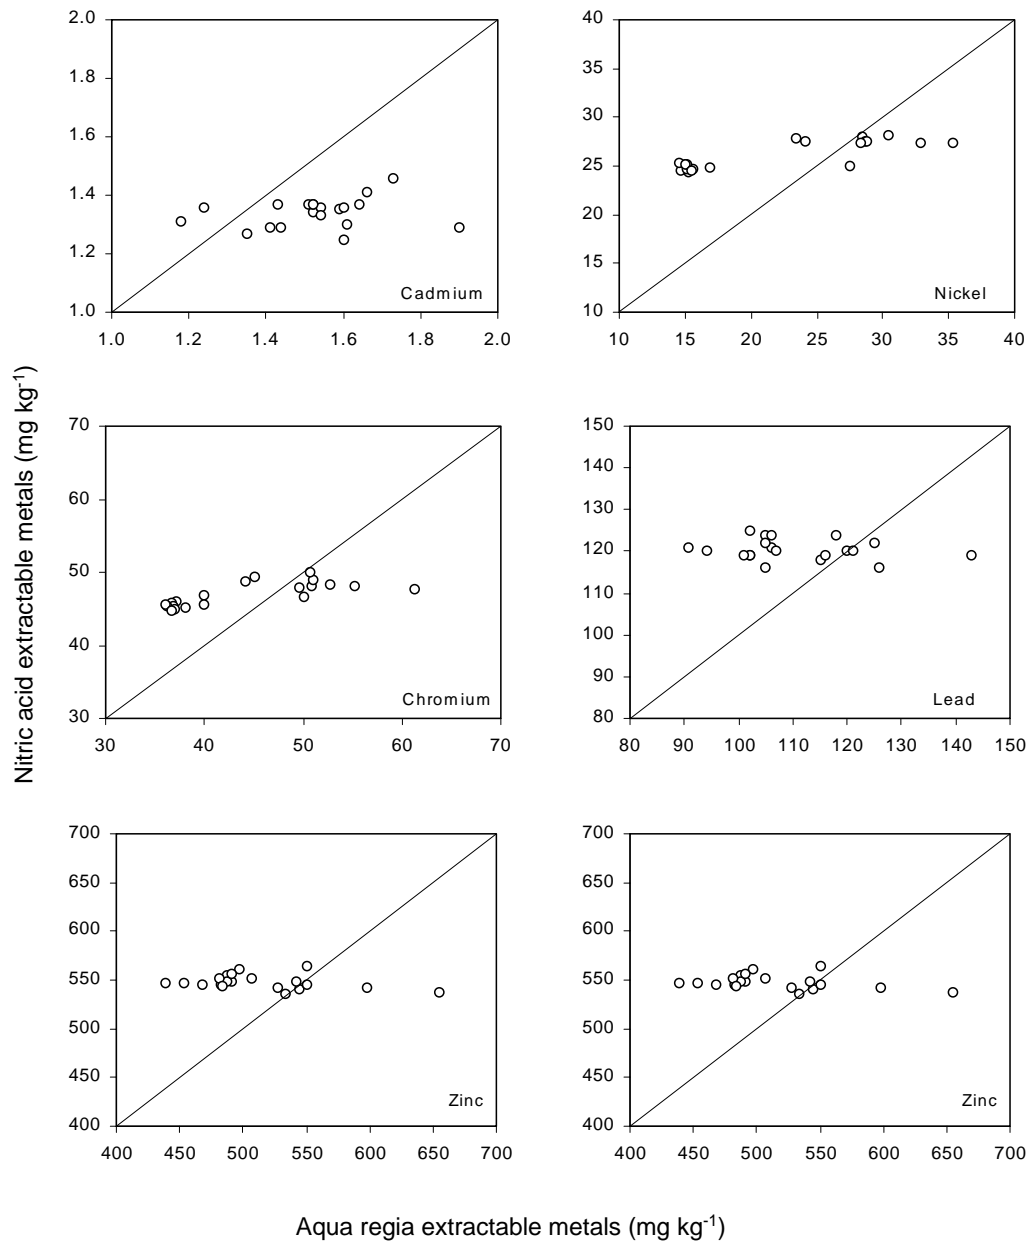 2.0
1.8
1.6
1.4
1.2
1.0
1.0 1.2 1.4 1.6 1.8 2.0
Cadmium
40
35
30
25
20
15
10
10 15 20 25 30 35 40
Nickel
Nitric acid extractable metals (mg kg⁻¹)
70
60
50
40
30
30 40 50 60 70
Chromium
150
140
130
120
110
100
90
80
80 90 100 110 120 130 140 150
Lead
700
650
600
550
500
450
400
400 450 500 550 600 650 700
Zinc
700
650
600
550
500
450
400
400 450 500 550 600 650 700
Zinc
Aqua regia extractable metals (mg kg⁻¹)